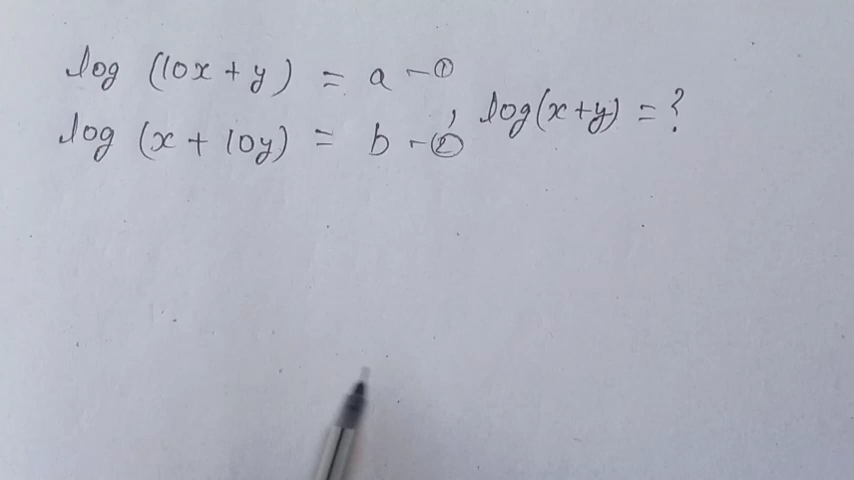 log (10x + y) = a - ①
log (x + 10y) = b - ②, log(x+y) = ?